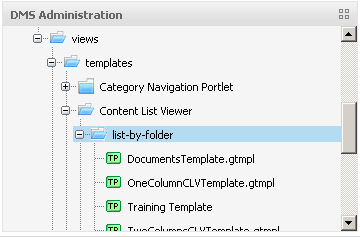 DMS Administration
views
templates
Category Navigation Portlet
Content List Viewer
list-by-folder
TP DocumentsTemplate.gtmpl
TP OneColumnCLVTemplate.gtmpl
TP Training Template
TP TwoColumnsCLVTemplate.gtmpl